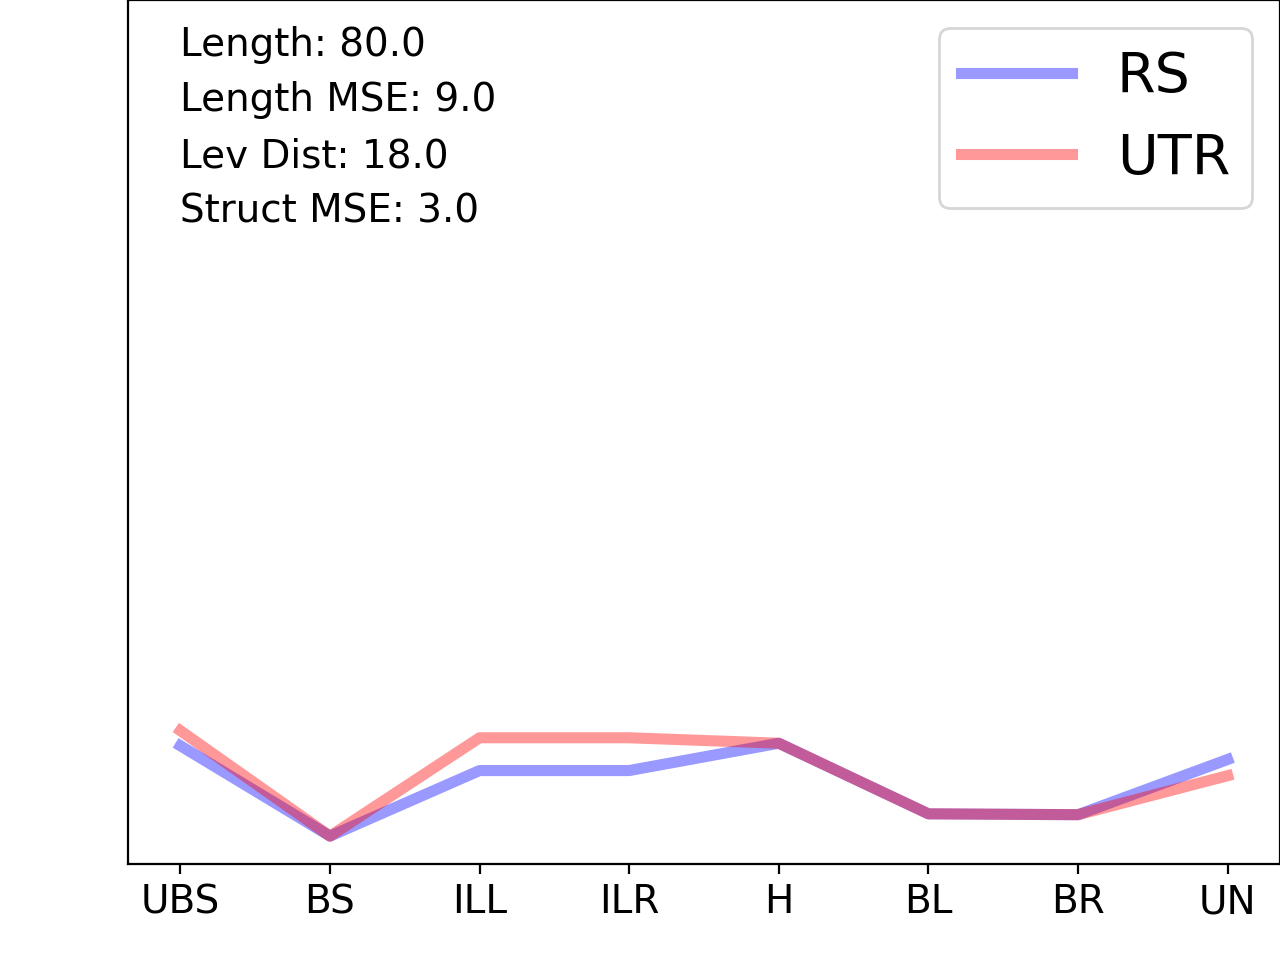 Length: 80.0
Length MSE: 9.0
Lev Dist: 18.0
Struct MSE: 3.0
RS
UTR
UBS BS ILL ILR H BL BR UN